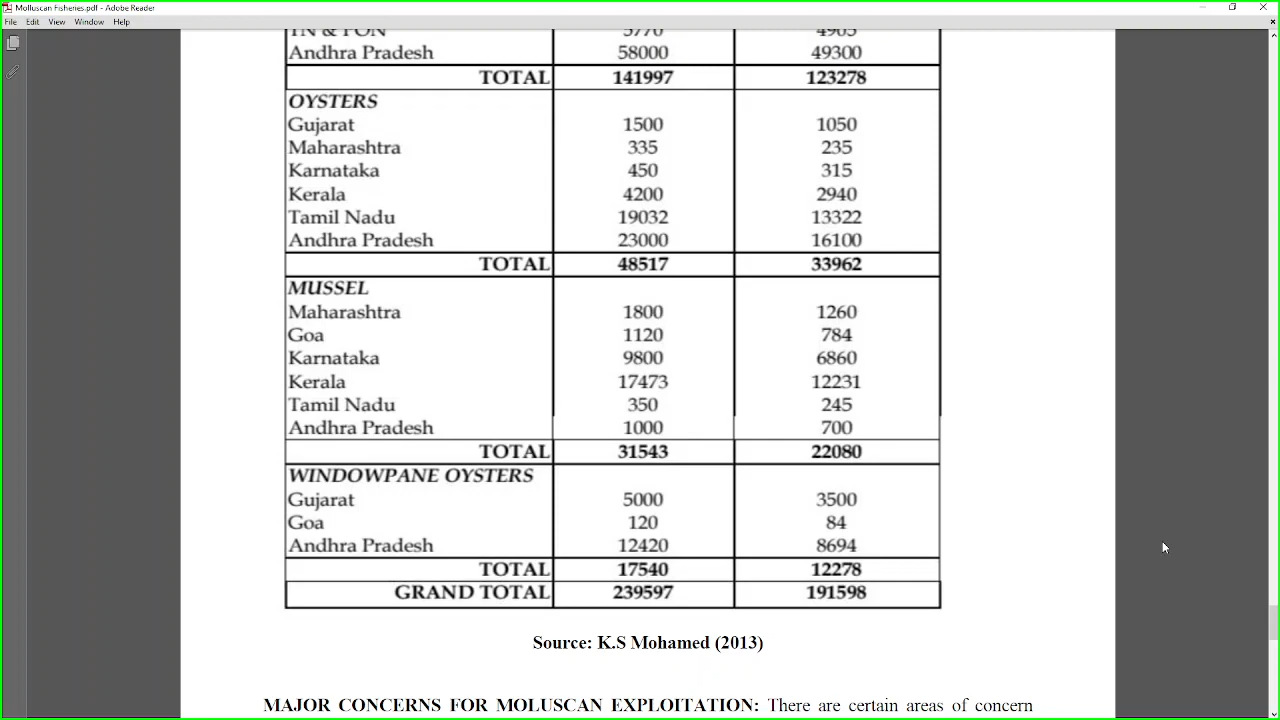 Molluscan Fisheries.pdf - Adobe Reader
File Edit View Window Help
TN & PON 5770 4905
Andhra Pradesh 58000 49300
TOTAL 141997 123278
OYSTERS
Gujarat 1500 1050
Maharashtra 335 235
Karnataka 450 315
Kerala 4200 2940
Tamil Nadu 19032 13322
Andhra Pradesh 23000 16100
TOTAL 48517 33962
MUSSEL
Maharashtra 1800 1260
Goa 1120 784
Karnataka 9800 6860
Kerala 17473 12231
Tamil Nadu 350 245
Andhra Pradesh 1000 700
TOTAL 31543 22080
WINDOWPANE OYSTERS
Gujarat 5000 3500
Goa 120 84
Andhra Pradesh 12420 8694
TOTAL 17540 12278
GRAND TOTAL 239597 191598
Source: K.S Mohamed (2013)
MAJOR CONCERNS FOR MOLUSCAN EXPLOITATION: There are certain areas of concern